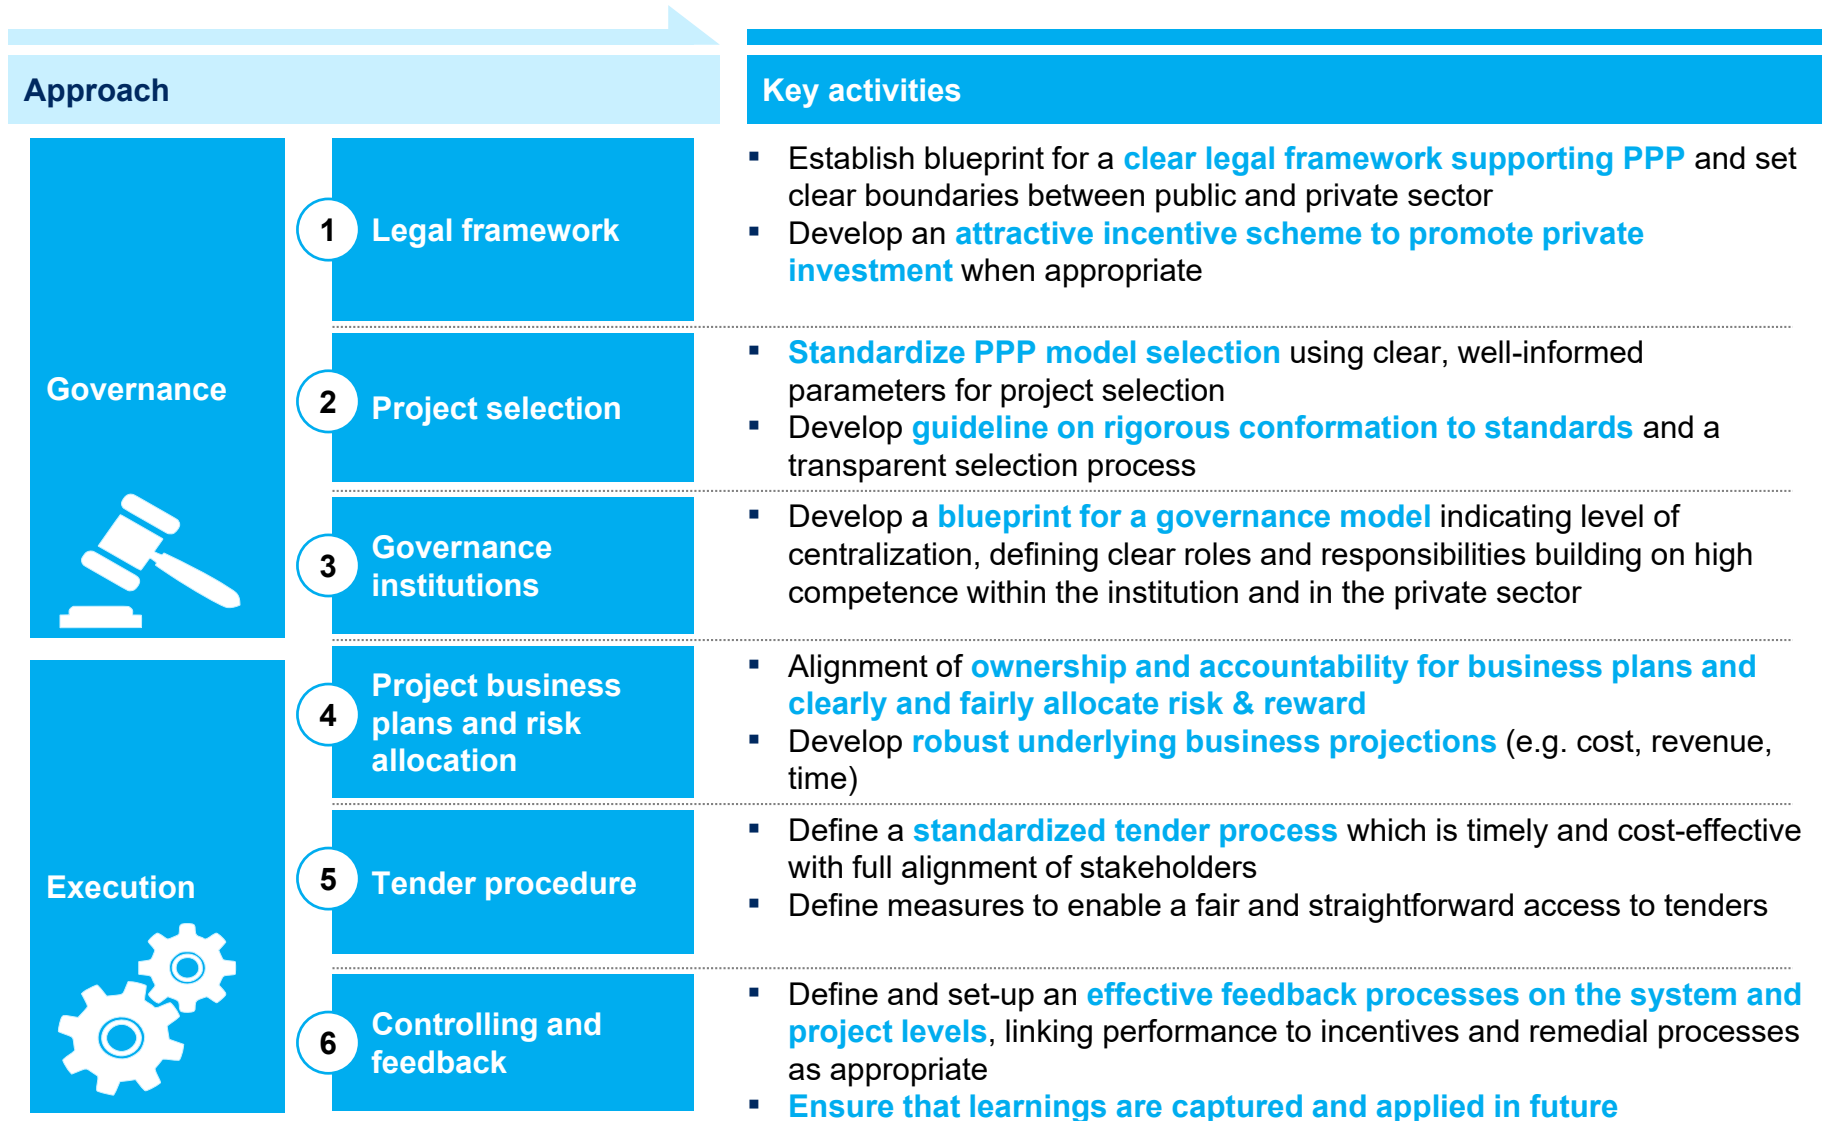 Approach
Key activities
Governance
1
Legal framework
▪ Establish blueprint for a clear legal framework supporting PPP and set
clear boundaries between public and private sector
▪ Develop an attractive incentive scheme to promote private
investment when appropriate
2
Project selection
▪ Standardize PPP model selection using clear, well-informed
parameters for project selection
▪ Develop guideline on rigorous conformation to standards and a
transparent selection process
3
Governance
institutions
▪ Develop a blueprint for a governance model indicating level of
centralization, defining clear roles and responsibilities building on high
competence within the institution and in the private sector
Execution
4
Project business
plans and risk
allocation
▪ Alignment of ownership and accountability for business plans and
clearly and fairly allocate risk & reward
▪ Develop robust underlying business projections (e.g. cost, revenue,
time)
5
Tender procedure
▪ Define a standardized tender process which is timely and cost-effective
with full alignment of stakeholders
▪ Define measures to enable a fair and straightforward access to tenders
6
Controlling and
feedback
▪ Define and set-up an effective feedback processes on the system and
project levels, linking performance to incentives and remedial processes
as appropriate
▪ Ensure that learnings are captured and applied in future